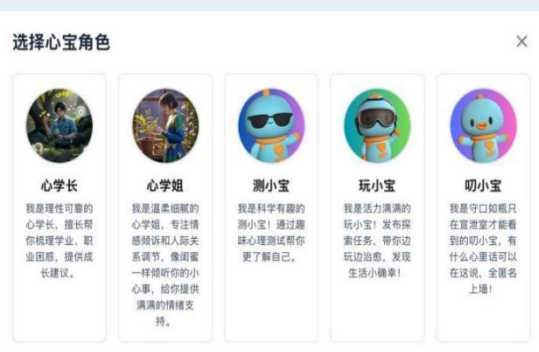 选择心宝角色
心学长
我是理性可靠的
心学长，擅长帮
你梳理学业、职
业困惑，提供成
长建议。
心学姐
我是温柔细腻的
心学姐，专注情
感倾诉和人际关
系调节，像闺蜜
一样倾听你的小
心事，给你提供
满满的情绪支
持。
测小宝
我是科学有趣的
测小宝！通过趣
味心理测试帮你
更了解自己。
玩小宝
我是活力满满的
玩小宝！发布探
索任务，带你边
玩边治愈，发现
生活小确幸！
叨小宝
我是守口如瓶只
在宣泄室才能看
到的叨小宝，有
什么心里话可以
在这说，全匿名
上墙！